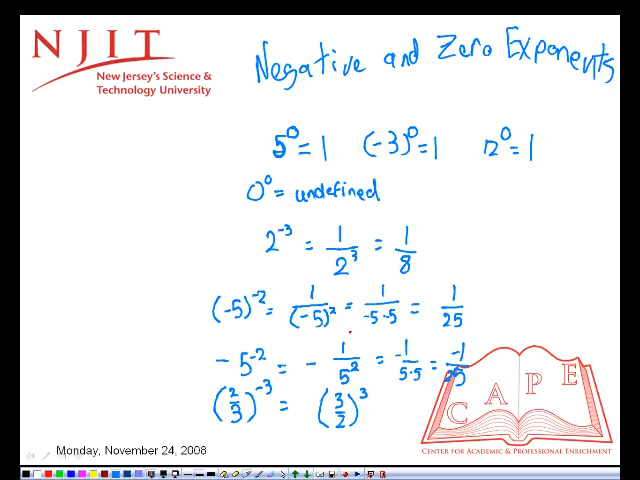 NJIT
New Jersey's Science &
Technology University
Negative and Zero Exponents
5⁰ = 1 (-3)⁰ = 1 12⁰ = 1
0⁰ = undefined
2⁻³ = 1/2³ = 1/8
(-5)⁻² = 1/(-5)² = 1/-5·-5 = 1/25
-5⁻² = - 1/5² = -1/5·5 = -1/25
(2/3)⁻³ = (3/2)³
CAPE
CENTER FOR ACADEMIC & PROFESSIONAL ENRICHMENT
Monday, November 24, 2008